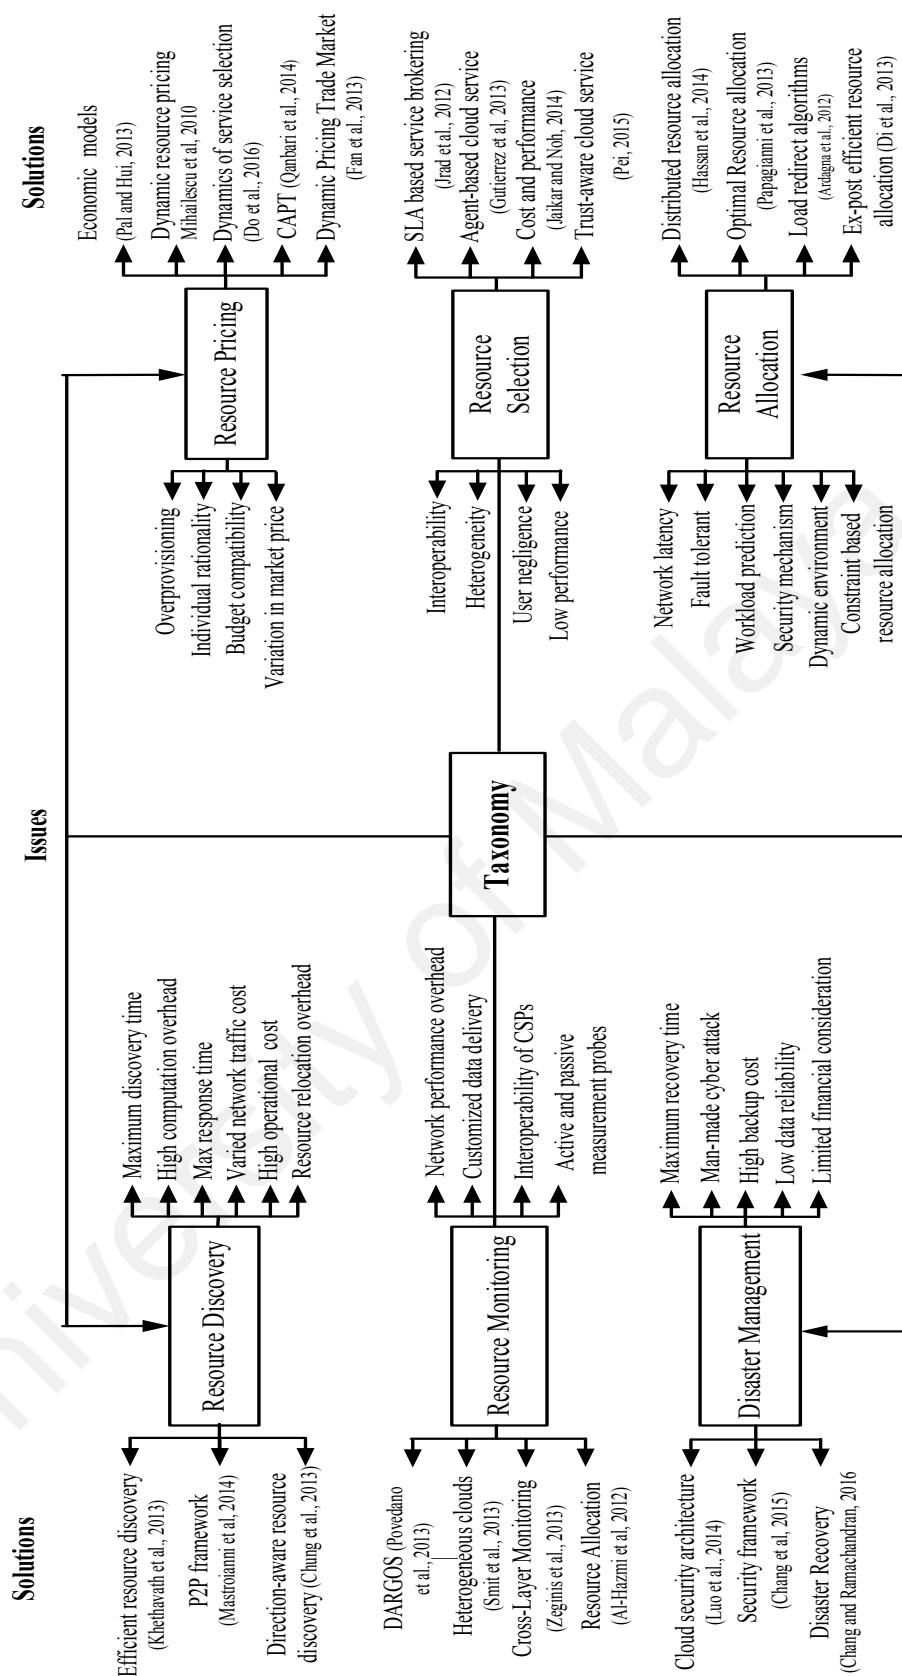 Solutions
Issues
Solutions
Efficient resource discovery
(Khethavath et al., 2013)
P2P framework
(Mastroianni et al, 2014)
Direction-aware resource
discovery (Chung et al., 2013)
Resource Discovery
Maximum discovery time
High computation overhead
Max response time
Varied network traffic cost
High operational cost
Resource relocation overhead
Overprovisioning
Individual rationality
Budget compatibility
Variation in market price
Resource Pricing
Economic models
(Pal and Hui, 2013)
Dynamic resource pricing
Mihailescu et al, 2010
Dynamics of service selection
(Do et al., 2016)
CAPT (Qanbari et al., 2014)
Dynamic Pricing Trade Market
(Fan et al., 2013)
DARGOS (Povedano
et al., 2013)
Heterogeneous clouds
(Smit et al., 2013)
Cross-Layer Monitoring
(Zeginis et al., 2013)
Resource Allocation
(Al-Hazmi et al, 2012)
Resource Monitoring
Network performance overhead
Customized data delivery
Interoperability of CSPs
Active and passive
measurement probes
Taxonomy
Interoperability
Heterogeneity
User negligence
Low performance
Resource
Selection
SLA based service brokering
(Jrad et al., 2012)
Agent-based cloud service
(Gutierrez et al., 2013)
Cost and performance
(Jaikar and Noh, 2014)
Trust-aware cloud service
(Pei, 2015)
Cloud security architecture
(Luo et al., 2014)
Security framework
(Chang et al, 2015)
Disaster Recovery
(Chang and Ramachandran, 2016
Disaster Management
Maximum recovery time
Man-made cyber attack
High backup cost
Low data reliability
Limited financial consideration
Network latency
Fault tolerant
Workload prediction
Security mechanism
Dynamic environment
Constraint based
resource allocation
Resource
Allocation
Distributed resource allocation
(Hassan et al., 2014)
Optimal Resource allocation
(Papagianni et al., 2013)
Load redirect algorithms
(Ardagna et al., 2012)
Ex-post efficient resource
allocation (Di et al., 2013)
University of Malaya